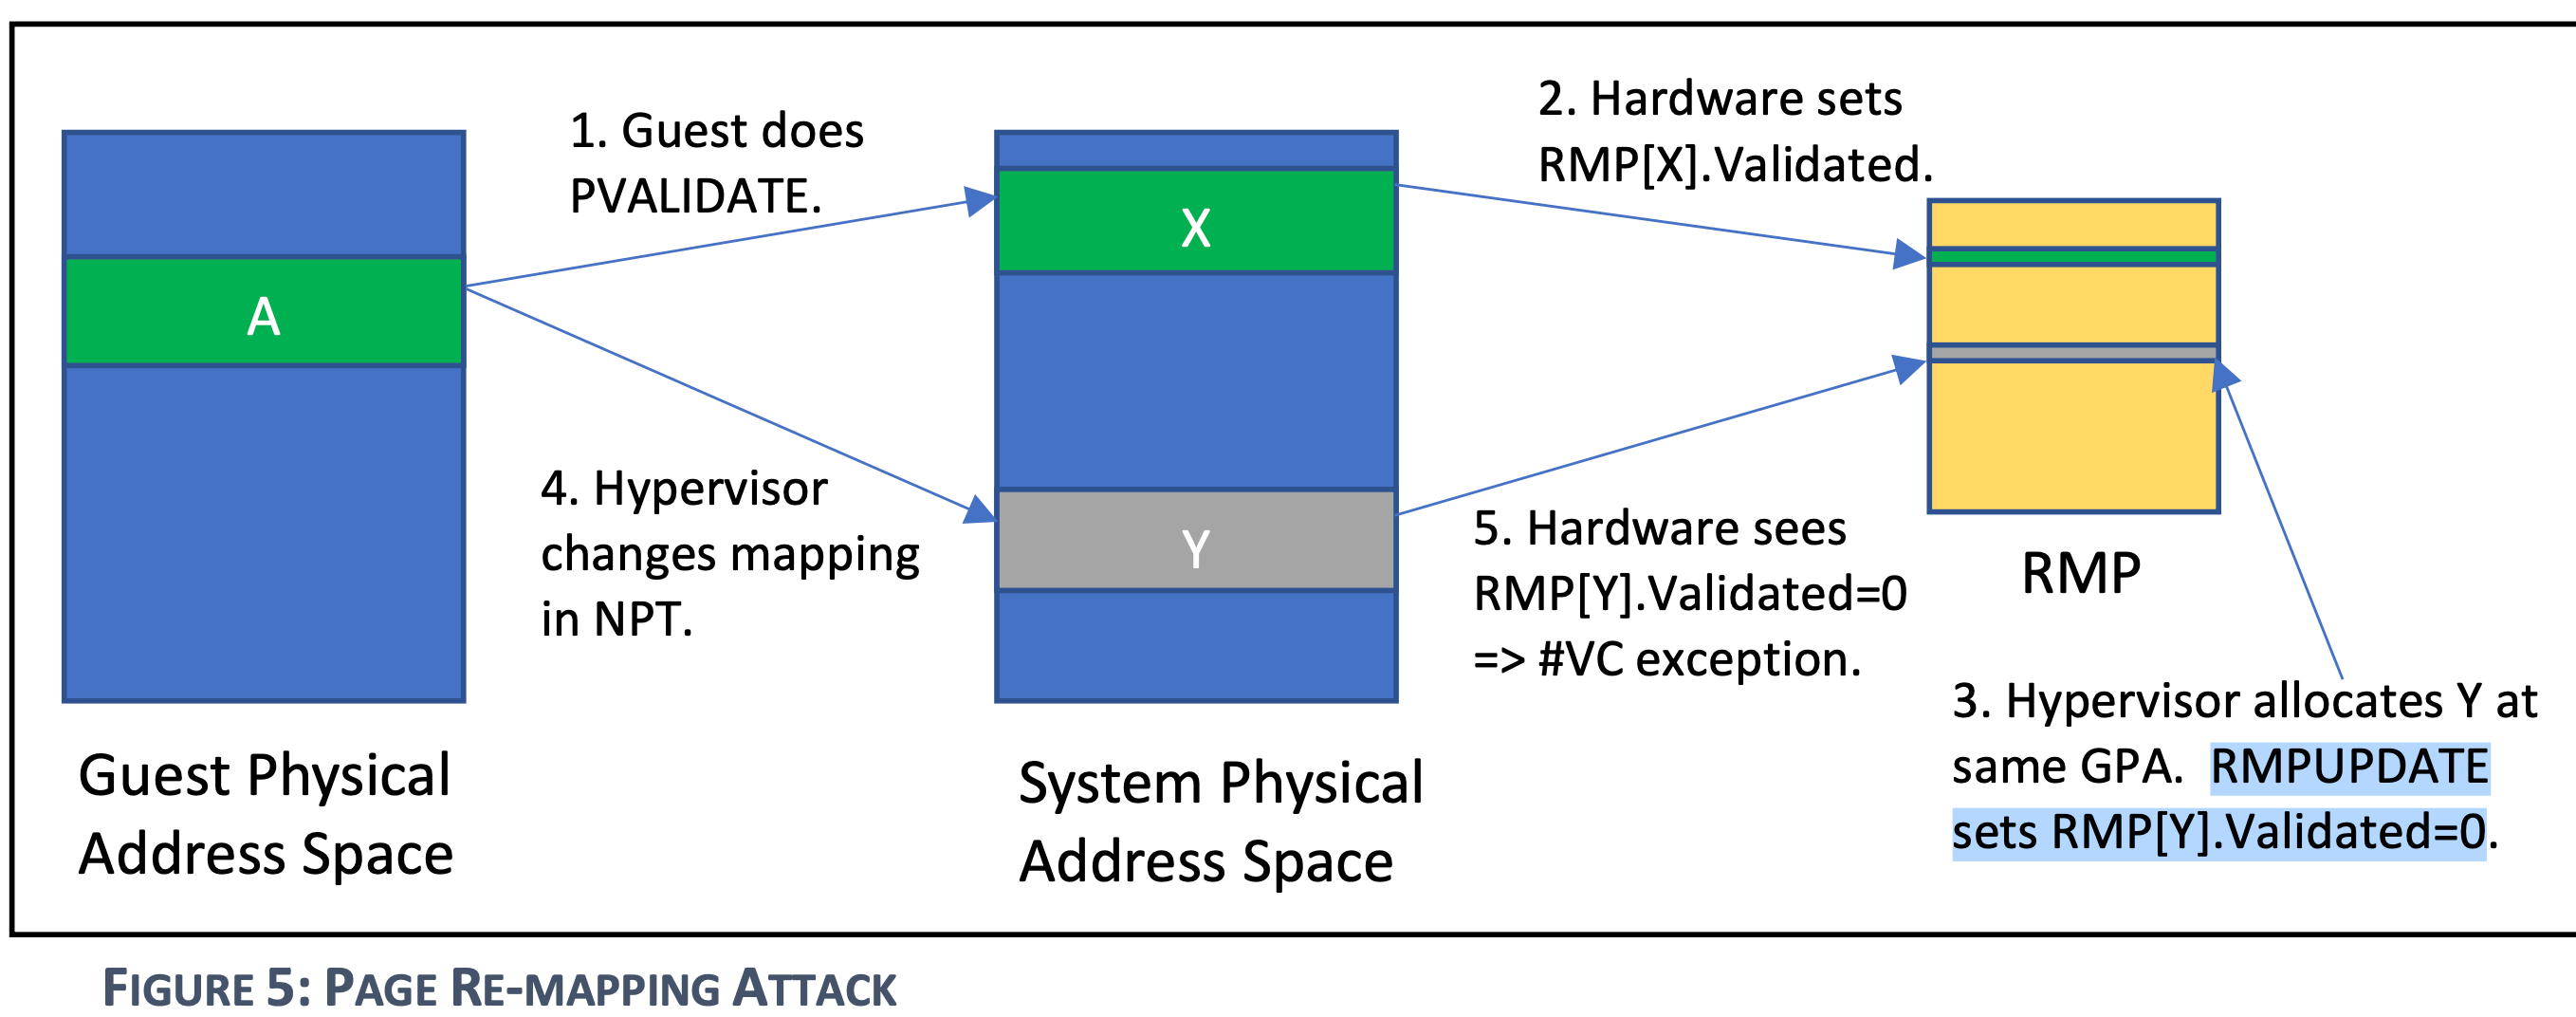 1. Guest does
PVALIDATE.
2. Hardware sets
RMP[X].Validated.
A
X
4. Hypervisor
changes mapping
in NPT.
Y
5. Hardware sees
RMP[Y].Validated=0
=> #VC exception.
RMP
3. Hypervisor allocates Y at
same GPA. RMPUPDATE
sets RMP[Y].Validated=0.
Guest Physical
Address Space
System Physical
Address Space
FIGURE 5: PAGE RE-MAPPING ATTACK